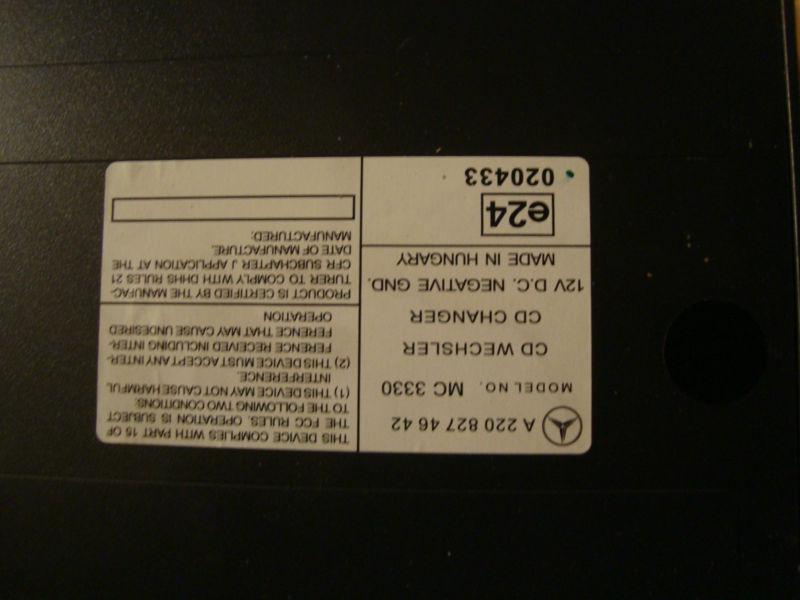 A 220 827 46 42
MODEL NO. MC 3330
CD WECHSLER
CD CHANGER
12V D.C. NEGATIVE GND.
MADE IN HUNGARY
e24
020433
THIS DEVICE COMPLIES WITH PART 15 OF
THE FCC RULES. OPERATION IS SUBJECT
TO THE FOLLOWING TWO CONDITIONS:
(1) THIS DEVICE MAY NOT CAUSE HARMFUL
INTERFERENCE.
(2) THIS DEVICE MUST ACCEPT ANY INTER-
FERENCE RECEIVED INCLUDING INTER-
FERENCE THAT MAY CAUSE UNDESIRED
OPERATION
PRODUCT IS CERTIFIED BY THE MANUFAC-
TURER TO COMPLY WITH DHHS RULES 21
CFR SUBCHAPTER J APPLICATION AT THE
DATE OF MANUFACTURE.
MANUFACTURED: